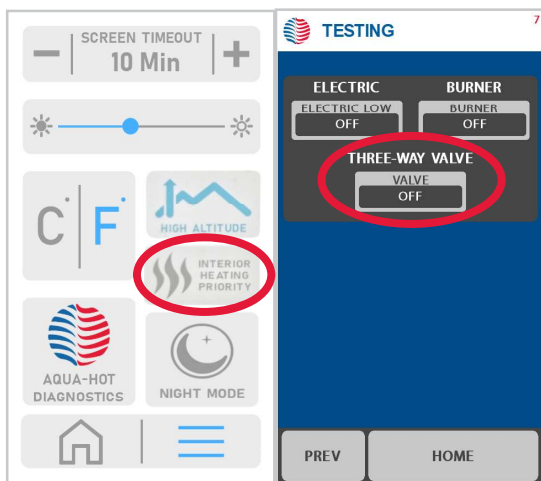 SCREEN TIMEOUT
10 Min
C F
HIGH ALTITUDE
INTERIOR
HEATING
PRIORITY
AQUA-HOT
DIAGNOSTICS
NIGHT MODE
TESTING
7
ELECTRIC
BURNER
ELECTRIC LOW
OFF
BURNER
OFF
THREE-WAY VALVE
VALVE
OFF
PREV
HOME